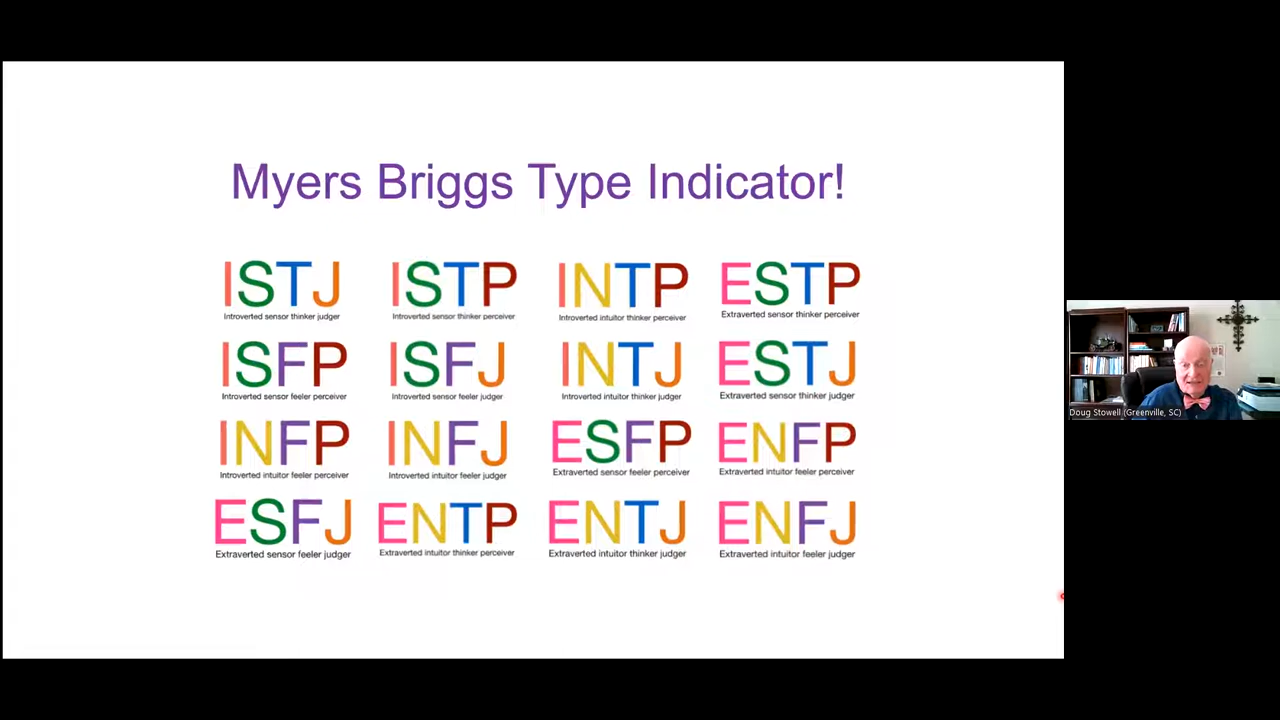 Myers Briggs Type Indicator!
ISTJ ISTP INTP ESTP
Introverted sensor thinker judger Introverted sensor thinker perceiver Introverted intuitor thinker perceiver Extraverted sensor thinker perceiver
ISFP ISFJ INTJ ESTJ
Introverted sensor feeler perceiver Introverted sensor feeler judger Introverted intuitor thinker judger Extraverted sensor thinker judger
INFP INFJ ESFP ENFP
Introverted intuitor feeler perceiver Introverted intuitor feeler judger Extraverted sensor feeler perceiver Extraverted intuitor feeler perceiver
ESFJ ENTP ENTJ ENFJ
Extraverted sensor feeler judger Extraverted intuitor thinker perceiver Extraverted intuitor thinker judger Extraverted intuitor feeler judger
Doug Stowell (Greenville, SC)